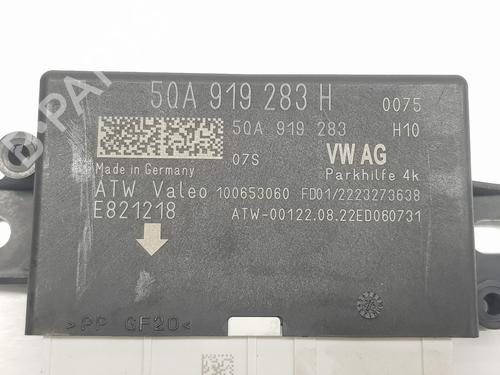 5QA 919 283 H 0075
5QA 919 283 H10
07S VW AG
Made in Germany Parkhilfe 4k
ATW Valeo 100653060 FD01/2223273638
E821218 ATW-00122.08.22ED060731
>PP GF20<